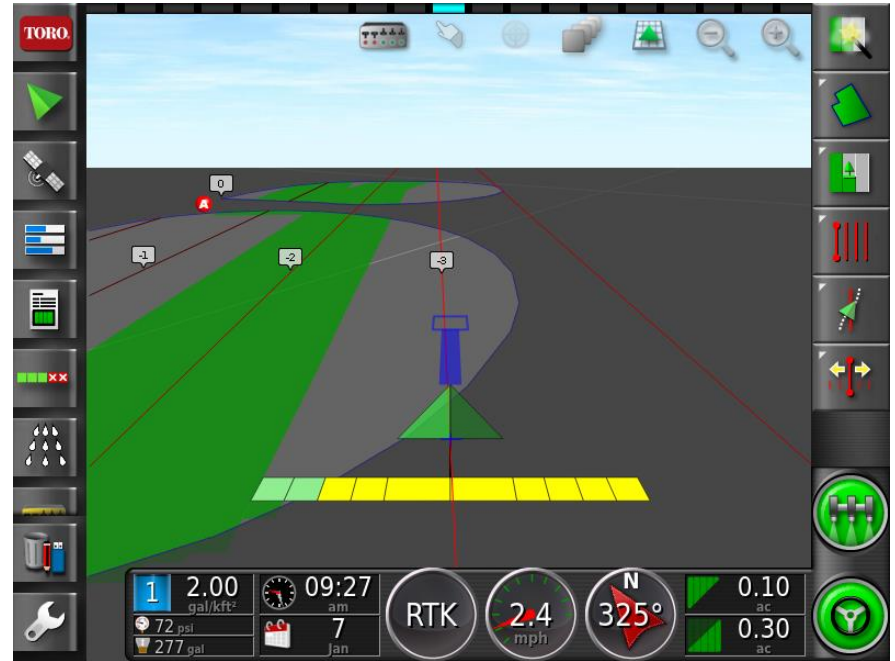 TORO.
0
A
-1
-2
-3
1
2.00
gal/kft²
72 psi
277 gal
09:27
am
7
Jan
RTK
2.4
mph
N
325°
0.10
ac
0.30
ac